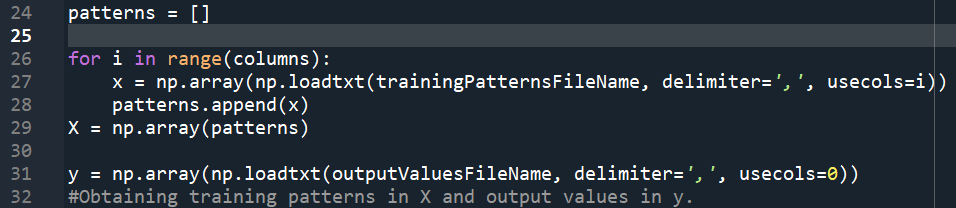 24 patterns = []
25
26 for i in range(columns):
27     x = np.array(np.loadtxt(trainingPatternsFileName, delimiter=',', usecols=i))
28     patterns.append(x)
29 X = np.array(patterns)
30
31 y = np.array(np.loadtxt(outputValuesFileName, delimiter=',', usecols=0))
32 #Obtaining training patterns in X and output values in y.